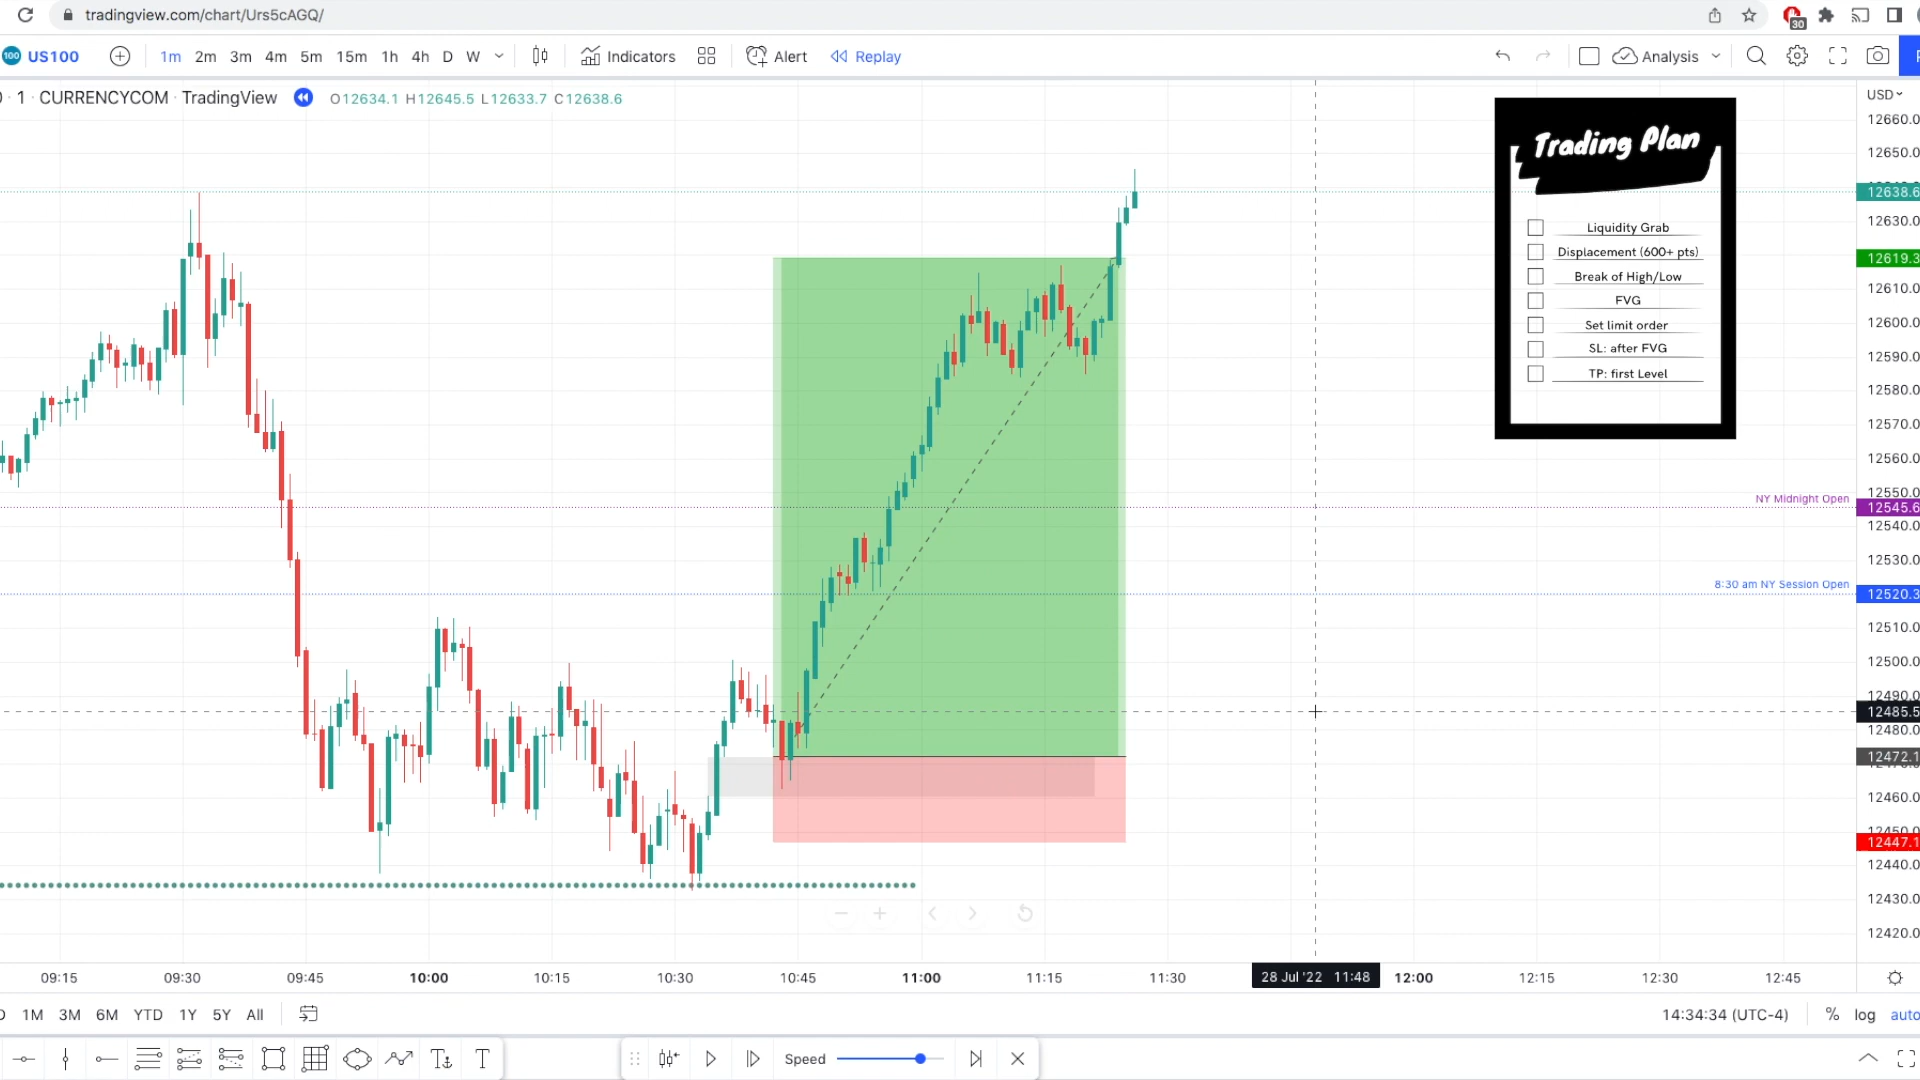 tradingview.com/chart/Urs5cAGQ/
30
100 US100 1m 2m 3m 4m 5m 15m 1h 4h D W Indicators Alert Replay Analysis
· 1 · CURRENCYCOM · TradingView O12634.1 H12645.5 L12633.7 C12638.6
USD
12660.0
12650.0
12638.6
12630.0
12619.3
12610.0
12600.0
12590.0
12580.0
12570.0
12560.0
12550.0
12545.6
12540.0
12530.0
12520.3
12510.0
12500.0
12490.0
12485.5
12480.0
12472.1
12460.0
12450.0
12447.1
12440.0
12430.0
12420.0
Trading Plan
Liquidity Grab
Displacement (600+ pts)
Break of High/Low
FVG
Set limit order
SL: after FVG
TP: first Level
NY Midnight Open
8:30 am NY Session Open
09:15 09:30 09:45 10:00 10:15 10:30 10:45 11:00 11:15 11:30 28 Jul '22 11:48 12:00 12:15 12:30 12:45
1M 3M 6M YTD 1Y 5Y All 14:34:34 (UTC-4) % log auto
T T Speed